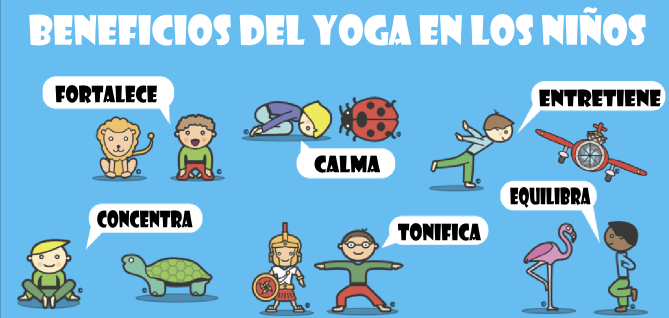 BENEFICIOS DEL YOGA EN LOS NIÑOS
FORTALECE
CALMA
ENTRETIENE
CONCENTRA
TONIFICA
EQUILIBRA